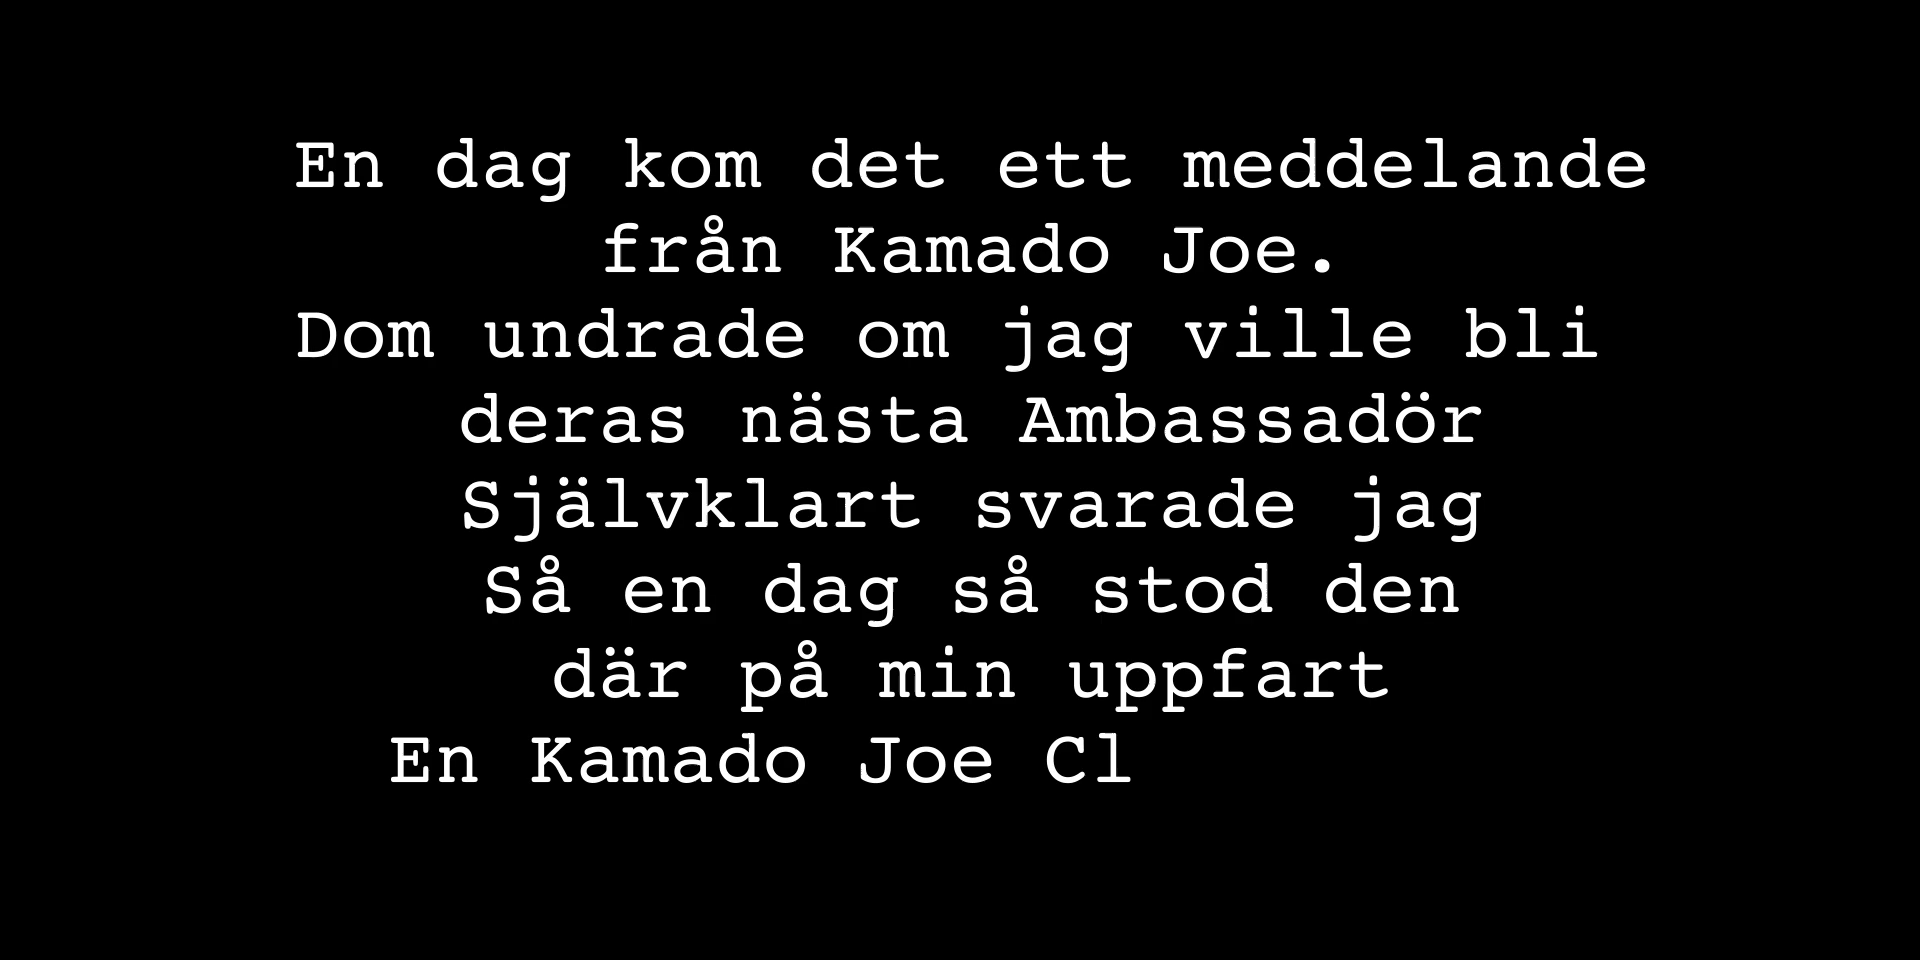 En dag kom det ett meddelande
från Kamado Joe.
Dom undrade om jag ville bli
deras nästa Ambassadör
Självklart svarade jag
Så en dag så stod den
där på min uppfart
En Kamado Joe Cl